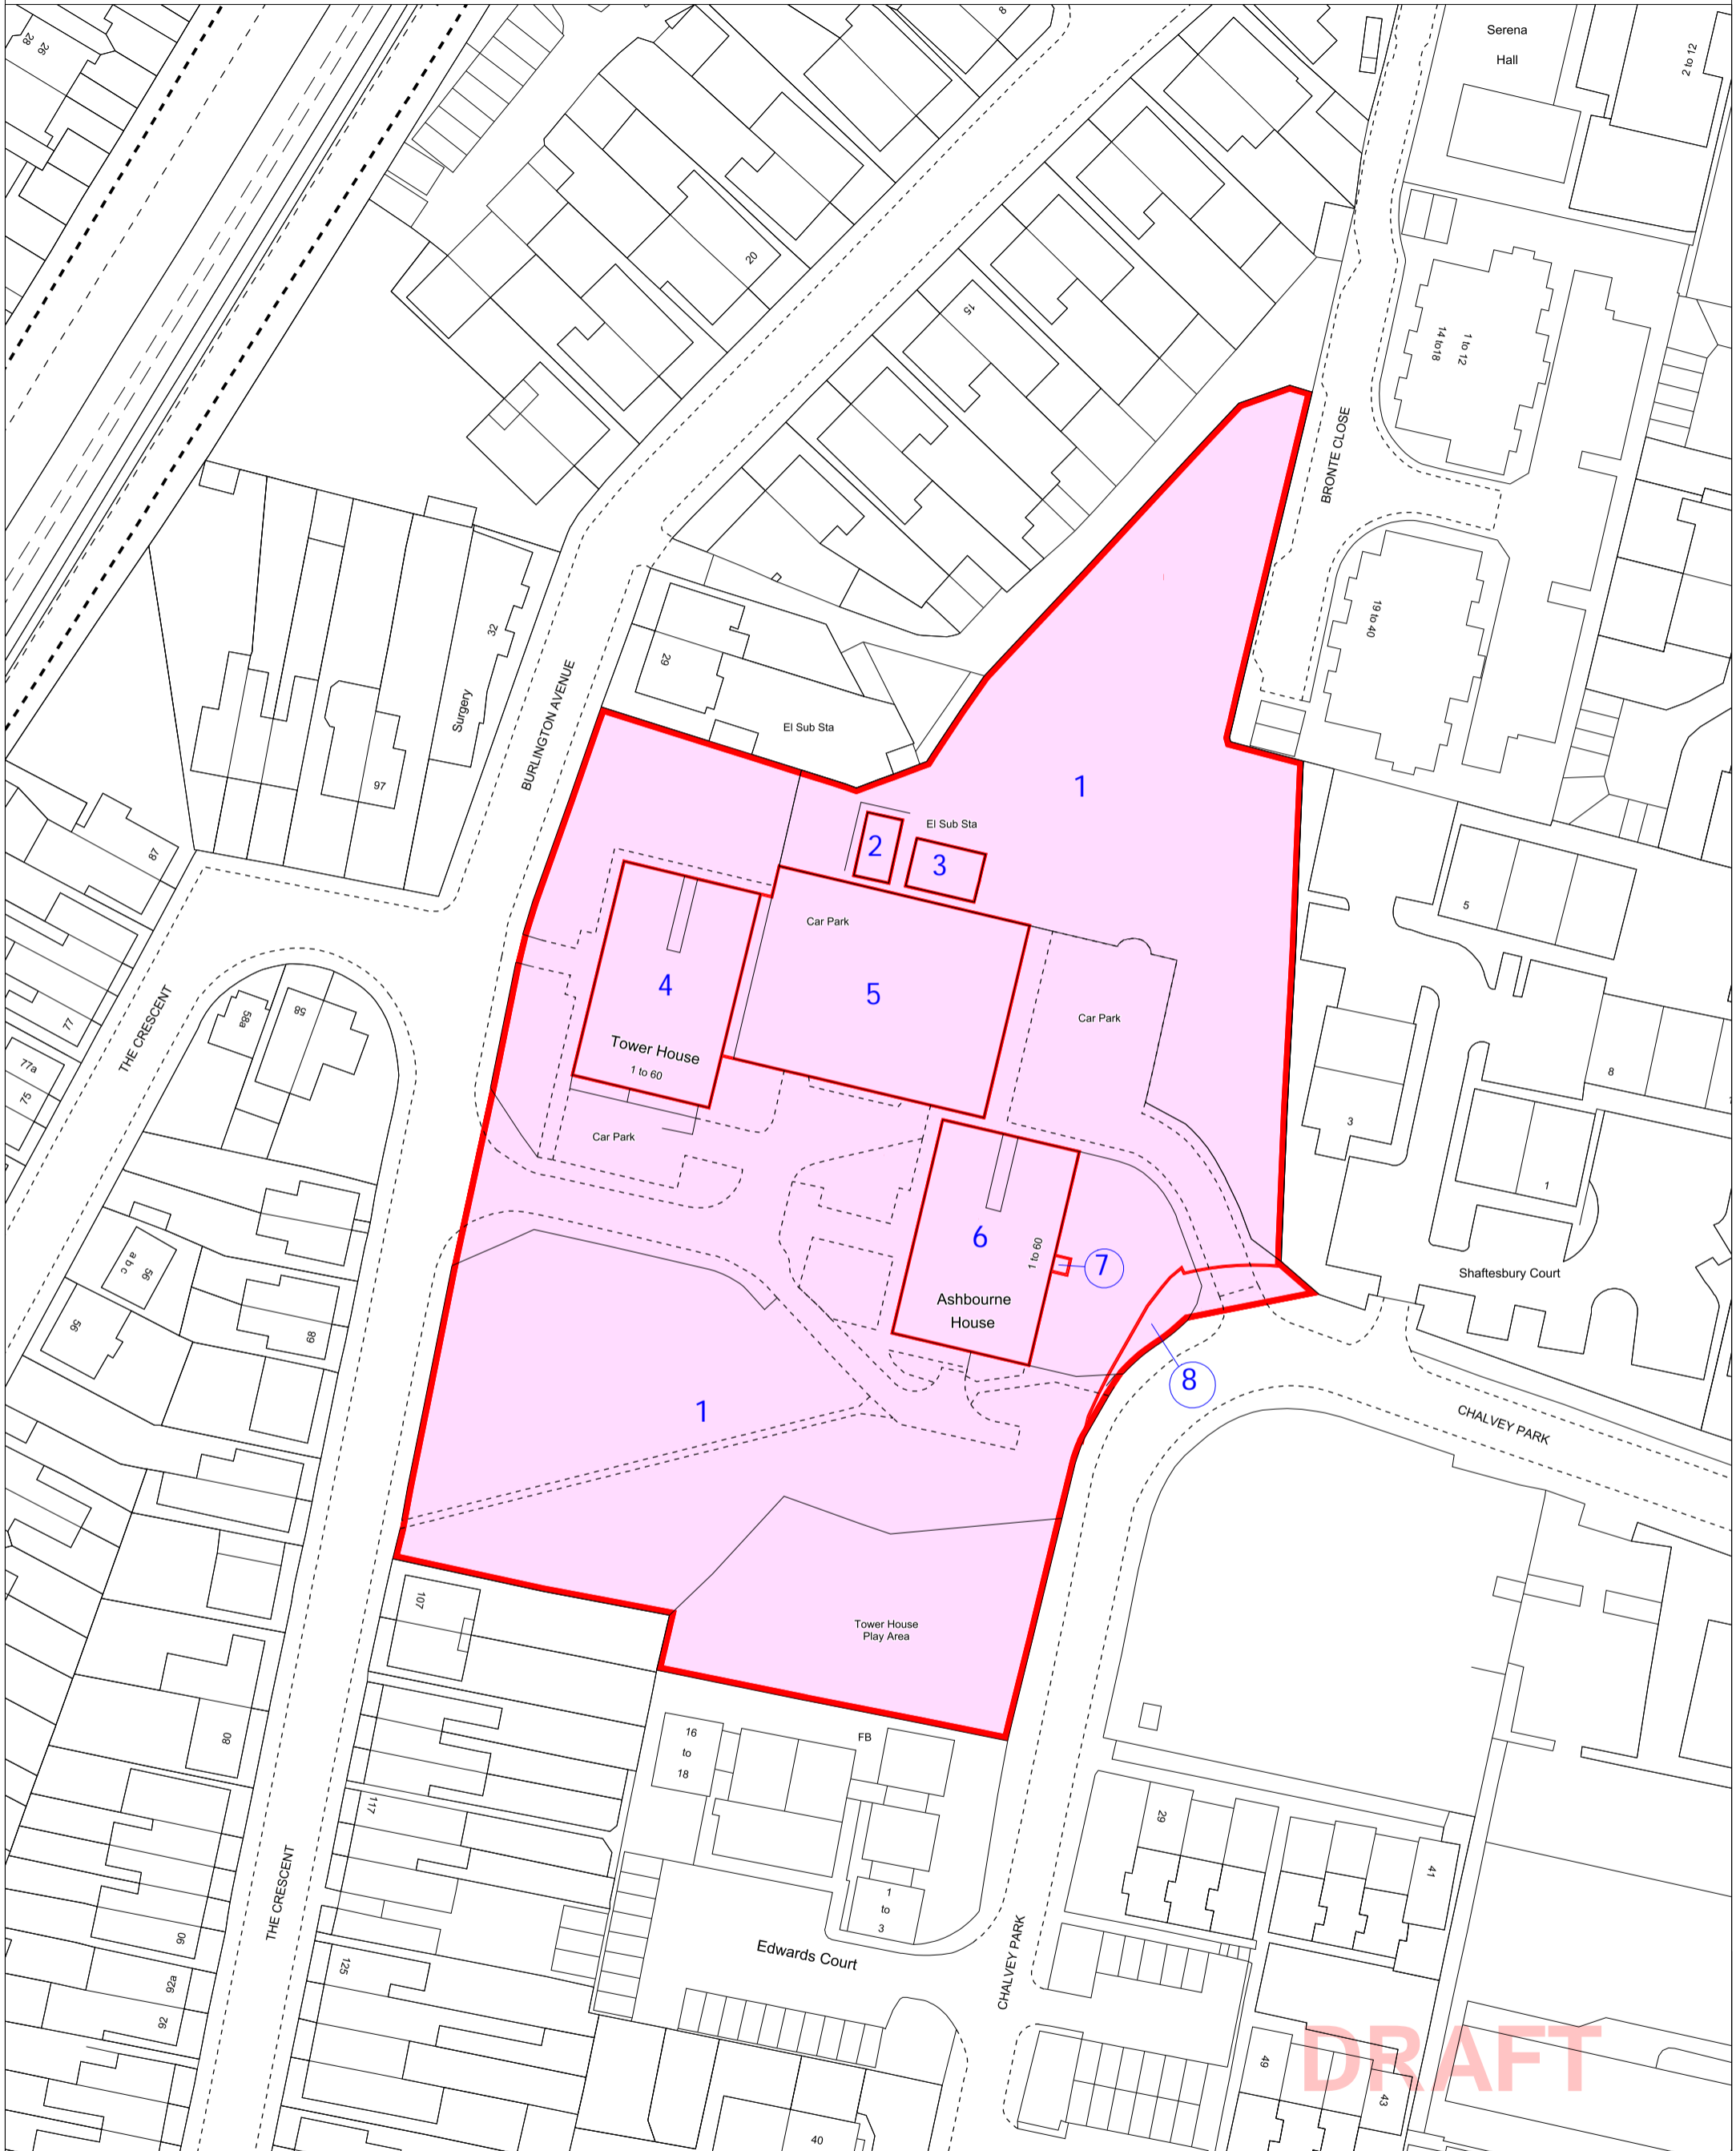 8
Serena
Hall
2 to 12
28
26
20
15
1 to 12
14 to18
BRONTE CLOSE
19 to 40
29
32
Surgery
97
BURLINGTON AVENUE
El Sub Sta
1
El Sub Sta
2
3
87
5
Car Park
4
5
Car Park
Tower House
1 to 60
58a
58
THE CRESCENT
77
77a
75
8
3
1
Car Park
6
1 to 60
7
Ashbourne
House
Shaftesbury Court
56
a b c
56
68
8
1
CHALVEY PARK
107
Tower House
Play Area
80
16
to
18
FB
117
29
41
1
to
3
THE CRESCENT
90
Edwards Court
CHALVEY PARK
125
92a
92
49
43
40
DRAFT